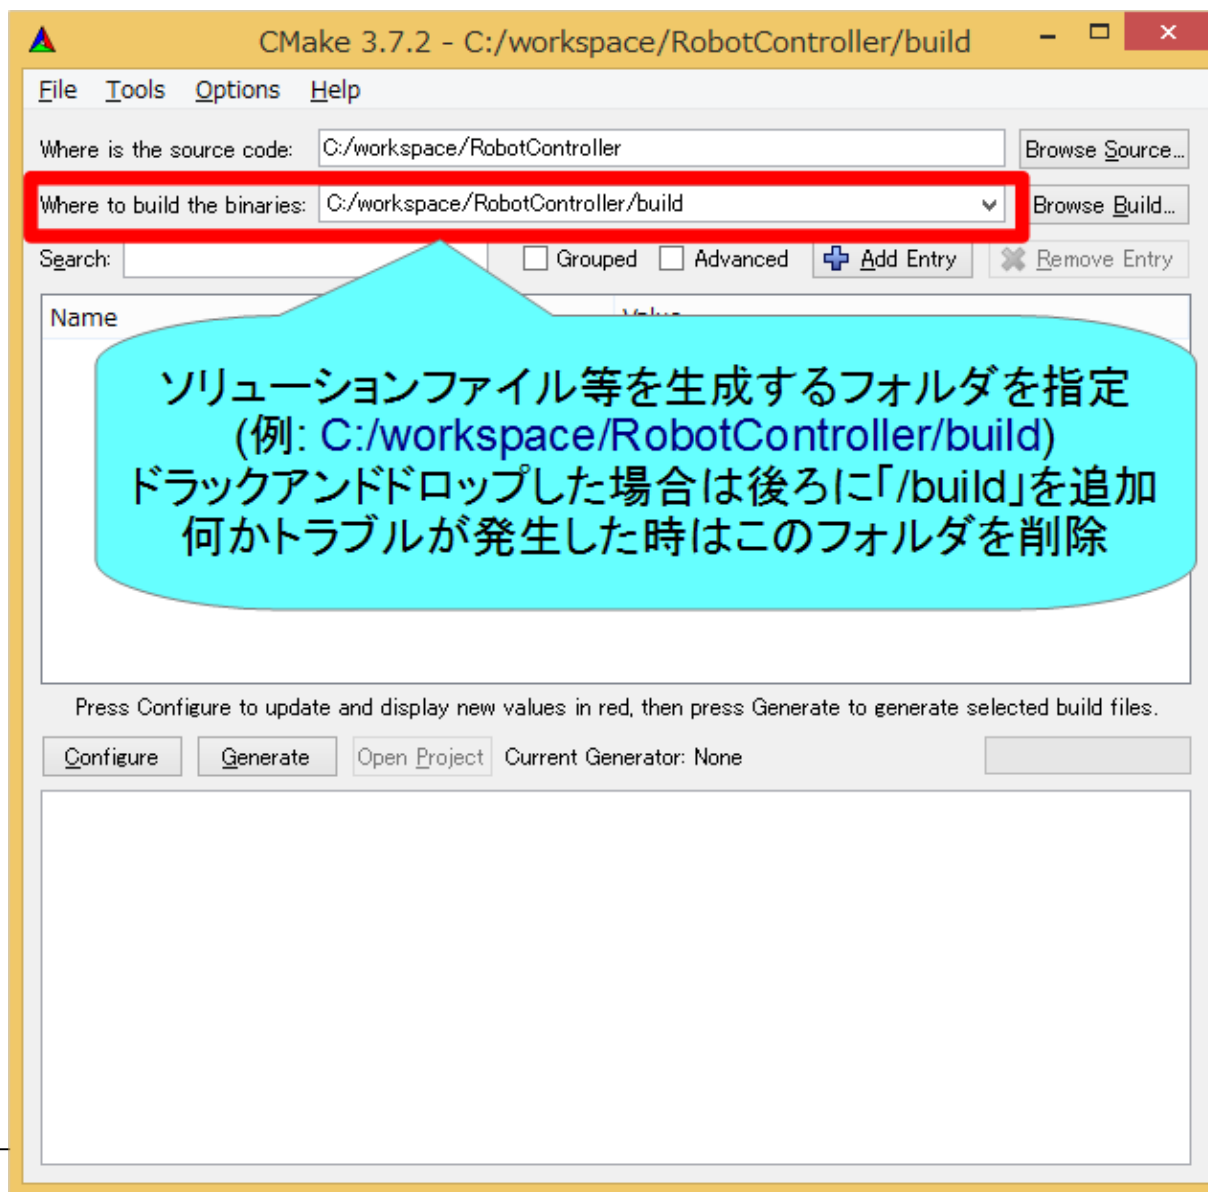 CMake 3.7.2 - C:/workspace/RobotController/build
File Tools Options Help
Where is the source code: C:/workspace/RobotController Browse Source...
Where to build the binaries: C:/workspace/RobotController/build Browse Build...
Search: Grouped Advanced Add Entry Remove Entry
Name
ソリューションファイル等を生成するフォルダを指定
(例: C:/workspace/RobotController/build)
ドラックアンドドロップした場合は後ろに「/build」を追加
何かトラブルが発生した時はこのフォルダを削除
Press Configure to update and display new values in red, then press Generate to generate selected build files.
Configure Generate Open Project Current Generator: None